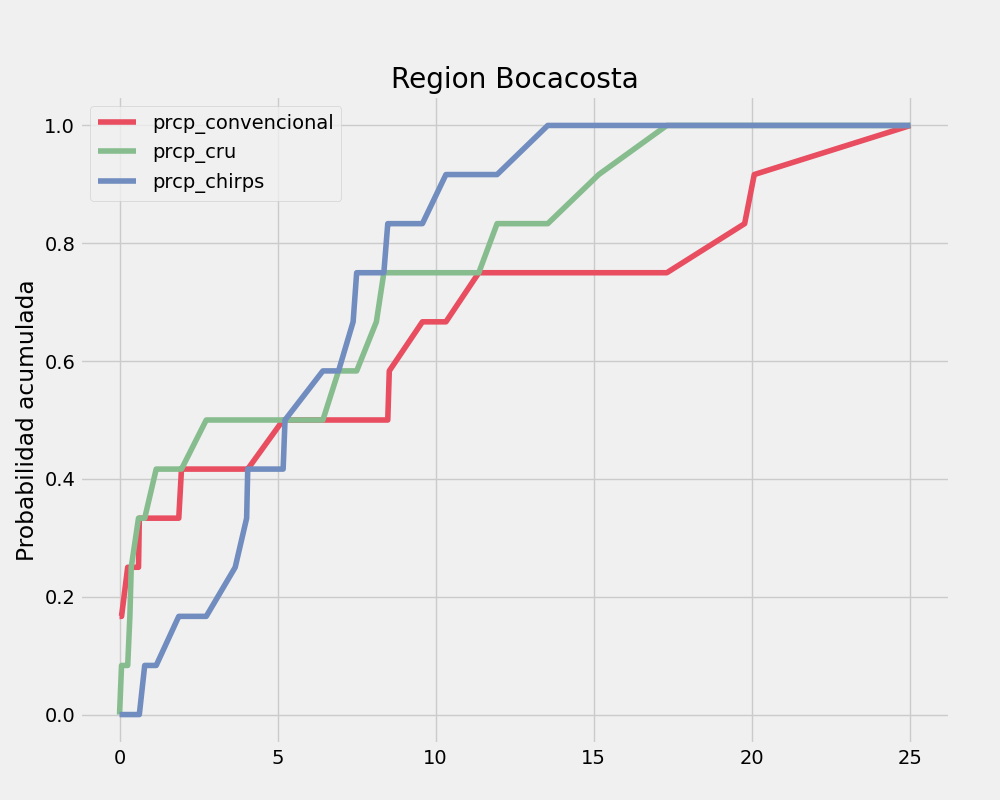 Region Bocacosta
prcp_convencional
prcp_cru
prcp_chirps
Probabilidad acumulada
1.0
0.8
0.6
0.4
0.2
0.0
0 5 10 15 20 25